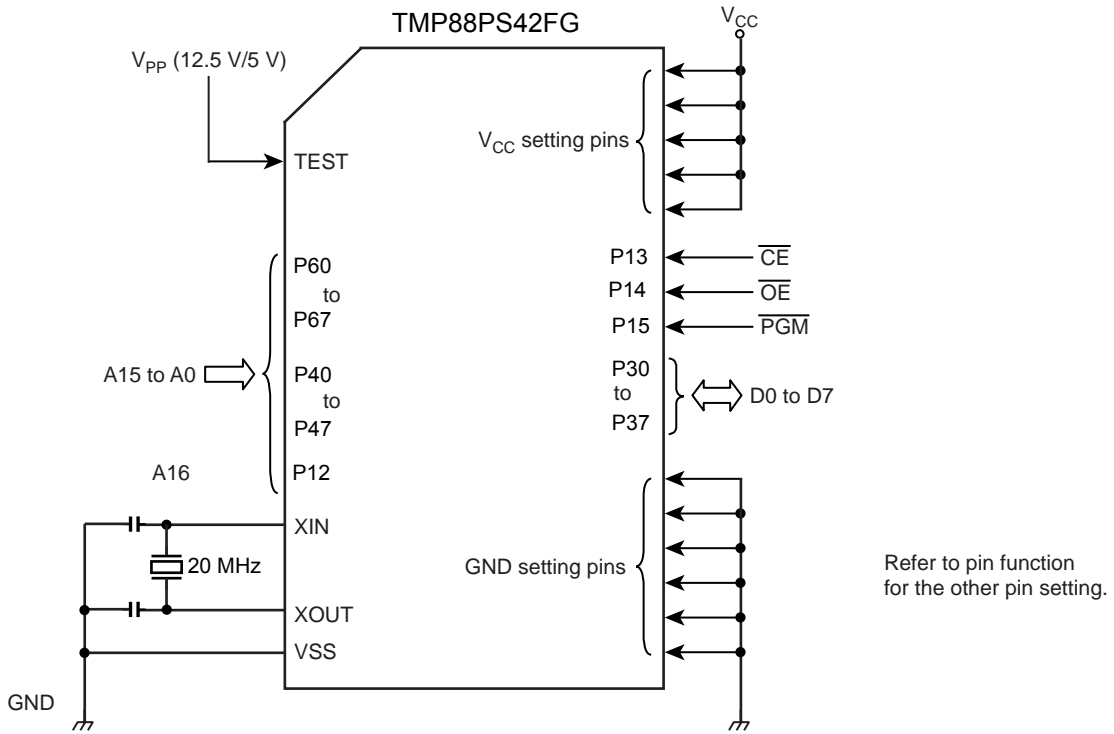 TMP88PS42FG
VCC
VPP (12.5 V/5 V)
VCC setting pins
TEST
P13
CE
P60
to
P67
P14
OE
P15
PGM
A15 to A0
P40
to
P47
P30
to
P37
D0 to D7
A16
P12
XIN
20 MHz
XOUT
VSS
GND
GND setting pins
Refer to pin function
for the other pin setting.